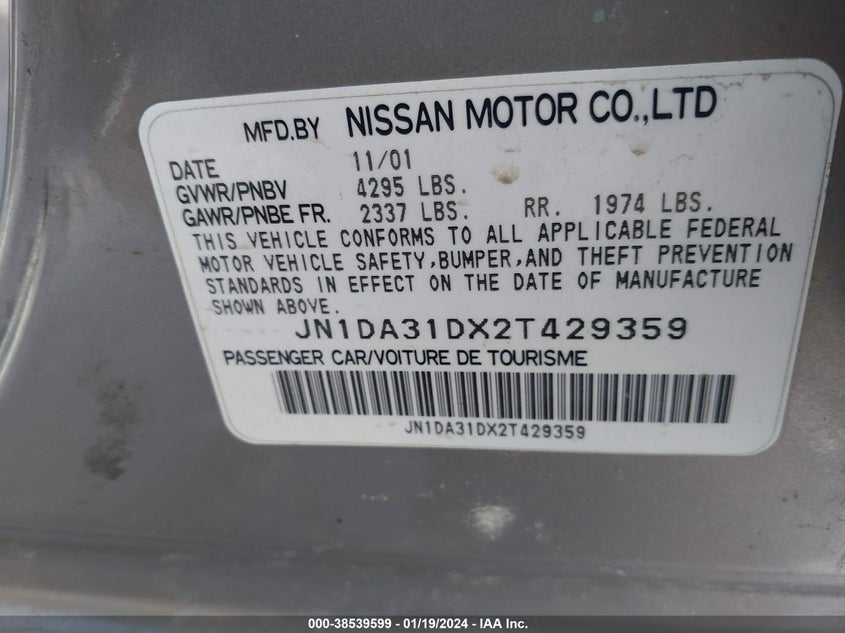 MFD.BY NISSAN MOTOR CO.,LTD
DATE 11/01
GVWR/PNBV 4295 LBS.
GAWR/PNBE FR. 2337 LBS. RR. 1974 LBS.
THIS VEHICLE CONFORMS TO ALL APPLICABLE FEDERAL
MOTOR VEHICLE SAFETY,BUMPER,AND THEFT PREVENTION
STANDARDS IN EFFECT ON THE DATE OF MANUFACTURE
SHOWN ABOVE.
JN1DA31DX2T429359
PASSENGER CAR/VOITURE DE TOURISME
JN1DA31DX2T429359
000-38539599 - 01/19/2024 - IAA Inc.